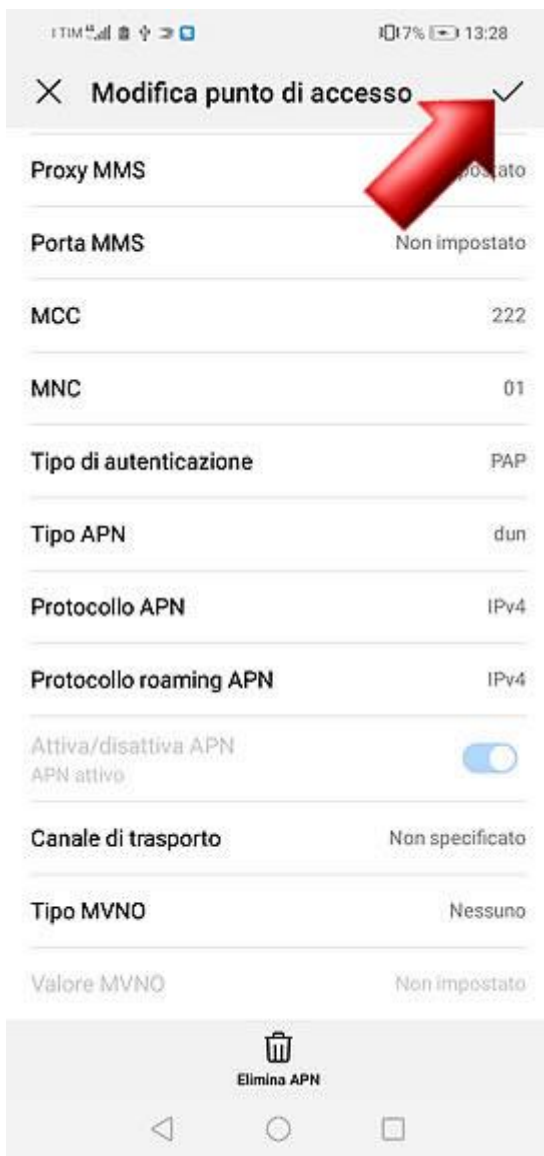 TIM 17% 13:28
Modifica punto di accesso
Proxy MMS
Porta MMS Non impostato
MCC 222
MNC 01
Tipo di autenticazione PAP
Tipo APN dun
Protocollo APN IPv4
Protocollo roaming APN IPv4
Attiva/disattiva APN
APN attivo
Canale di trasporto Non specificato
Tipo MVNO Nessuno
Valore MVNO Non impostato
Elimina APN